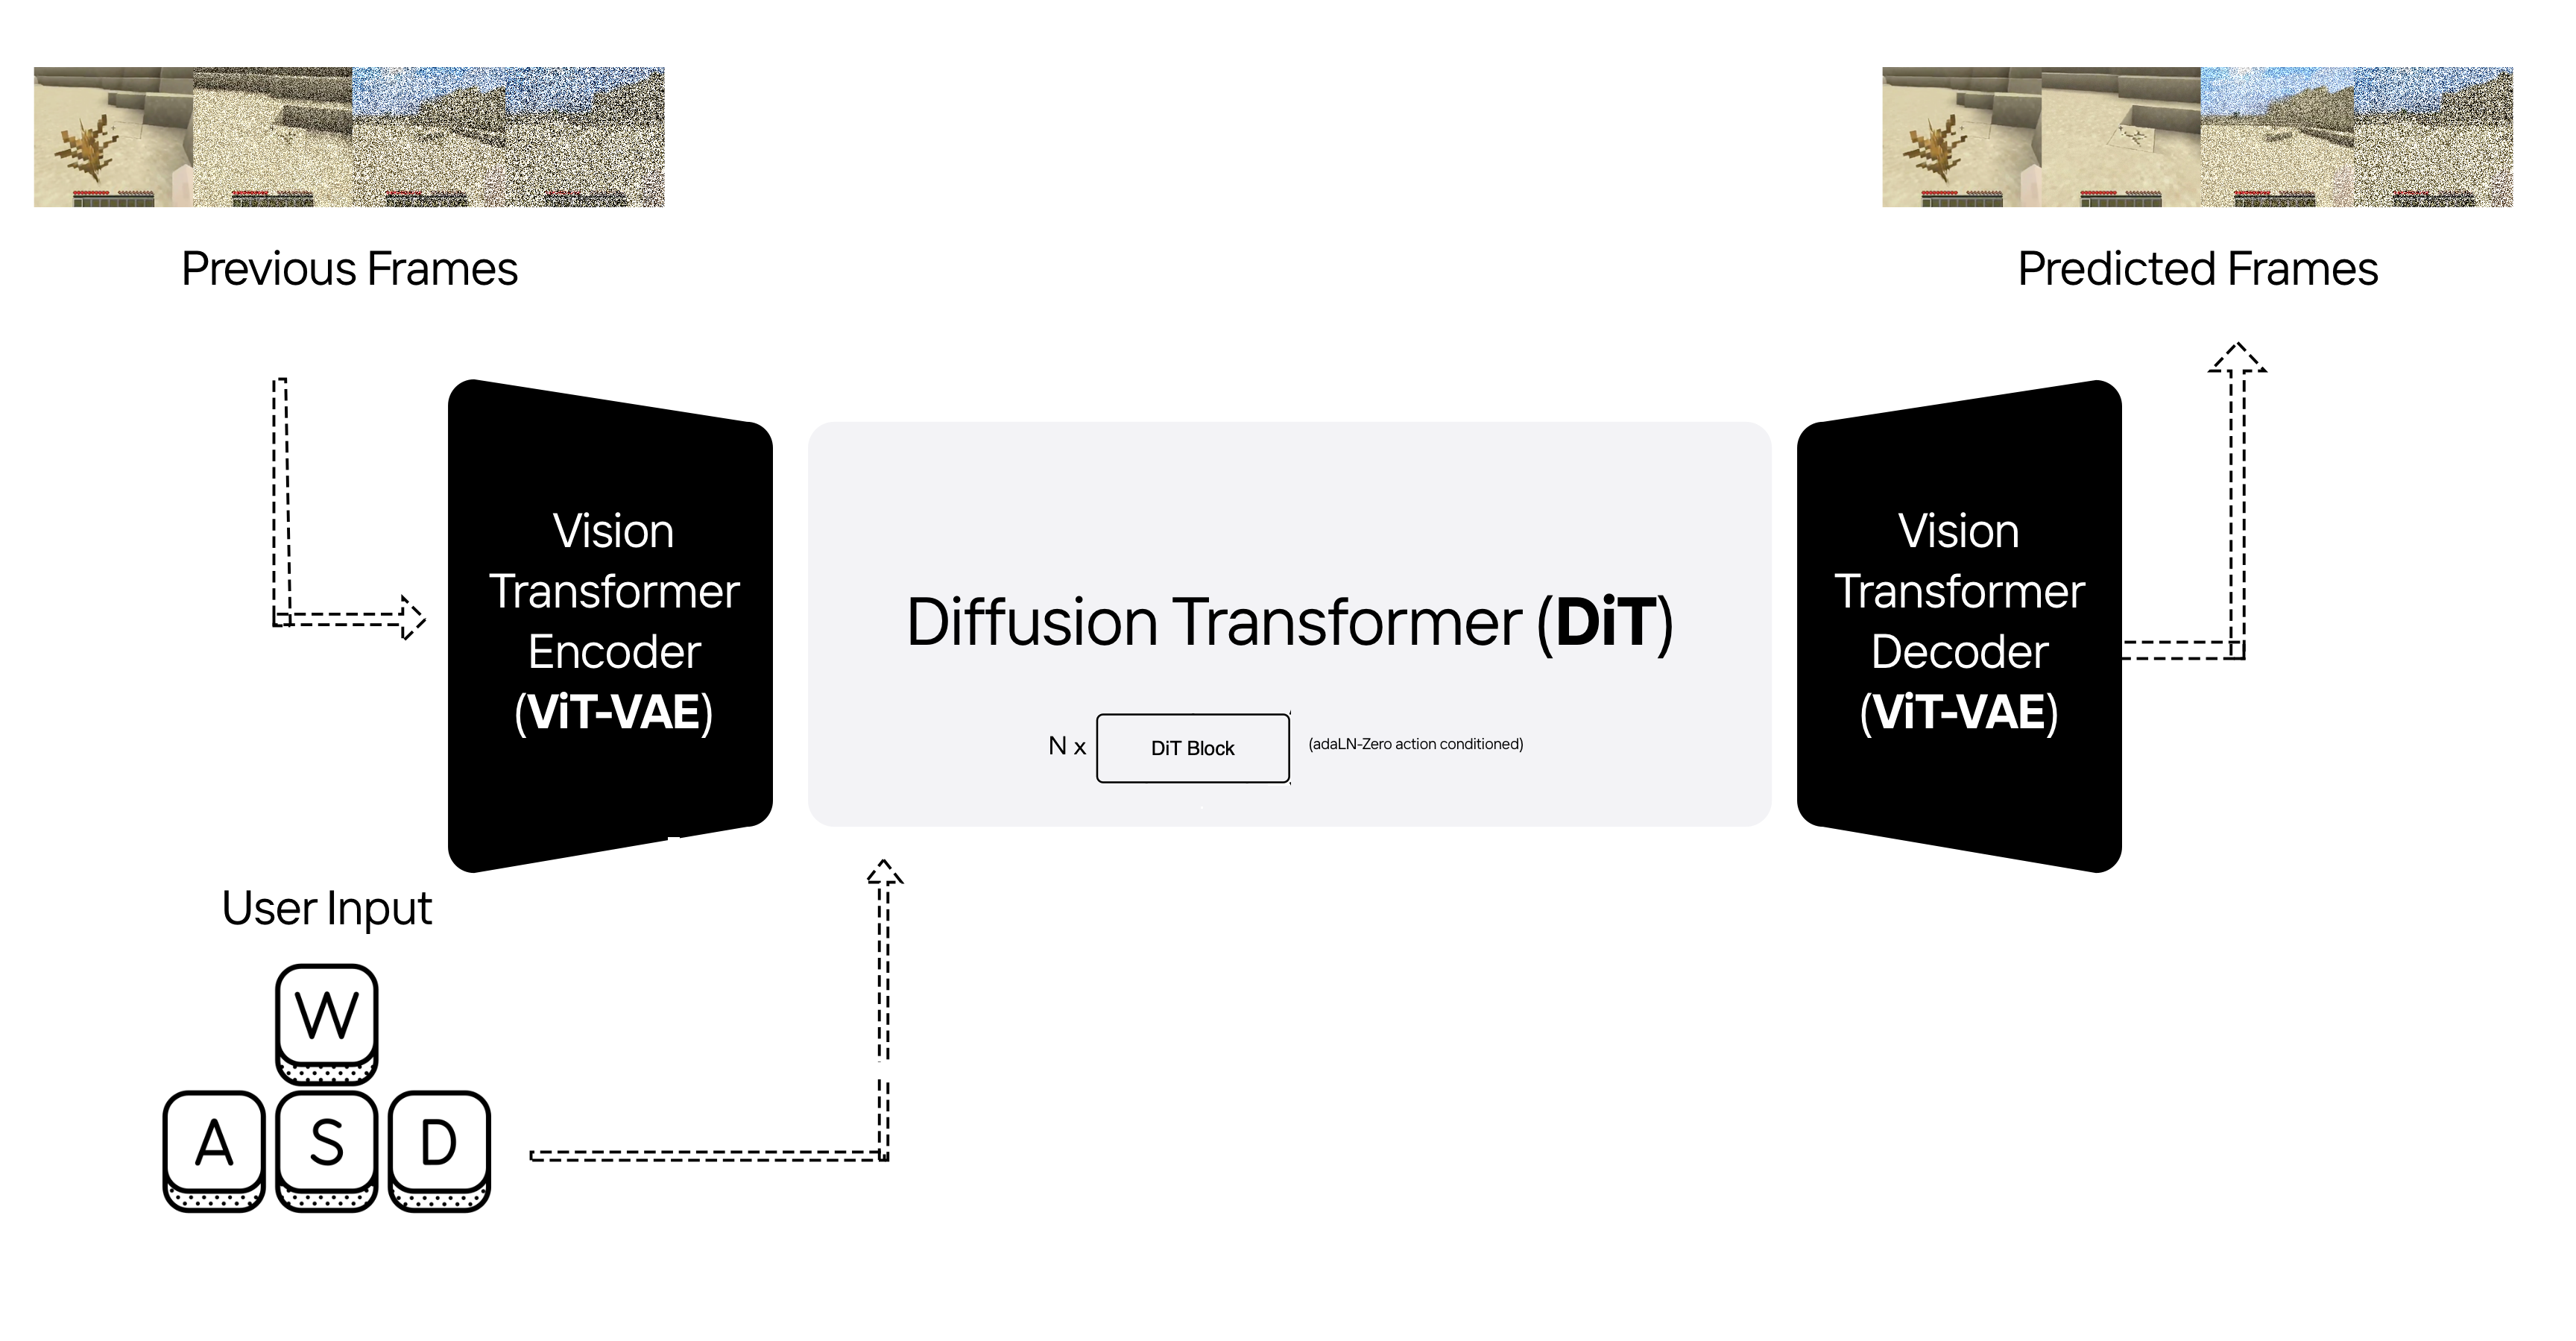 Previous Frames
Predicted Frames
Vision
Transformer
Encoder
(ViT-VAE)
Diffusion Transformer (DiT)
N x
DiT Block
(adaLN-Zero action conditioned)
Vision
Transformer
Decoder
(ViT-VAE)
User Input
W
A
S
D